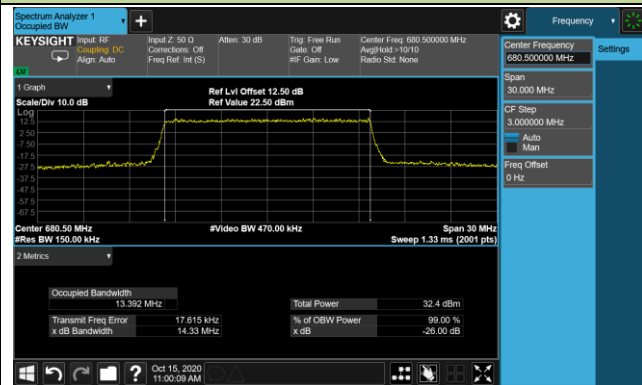 Spectrum Analyzer 1
Occupied BW
Frequency
KEYSIGHT
Input: RF
Coupling: DC
Align: Auto
Input Z: 50 Ω
Corrections: Off
Freq Ref: Int (S)
Atten: 30 dB
Trig: Free Run
Gate: Off
#IF Gain: Low
Center Freq: 680.500000 MHz
Avg|Hold:>10/10
Radio Std: None
Center Frequency
680.500000 MHz
Settings
Span
30.000 MHz
CF Step
3.000000 MHz
Auto
Man
Freq Offset
0 Hz
1 Graph
Scale/Div 10.0 dB
Ref Lvl Offset 12.50 dB
Ref Value 22.50 dBm
Log
12.5
2.50
-7.50
-17.5
-27.5
-37.5
-47.5
-57.5
-67.5
Center 680.50 MHz
#Video BW 470.00 kHz
Span 30 MHz
#Res BW 150.00 kHz
Sweep 1.33 ms (2001 pts)
2 Metrics
Occupied Bandwidth
13.392 MHz
Total Power 32.4 dBm
Transmit Freq Error 17.615 kHz
% of OBW Power 99.00 %
x dB Bandwidth 14.33 MHz
x dB -26.00 dB
?
Oct 15, 2020
11:00:09 AM